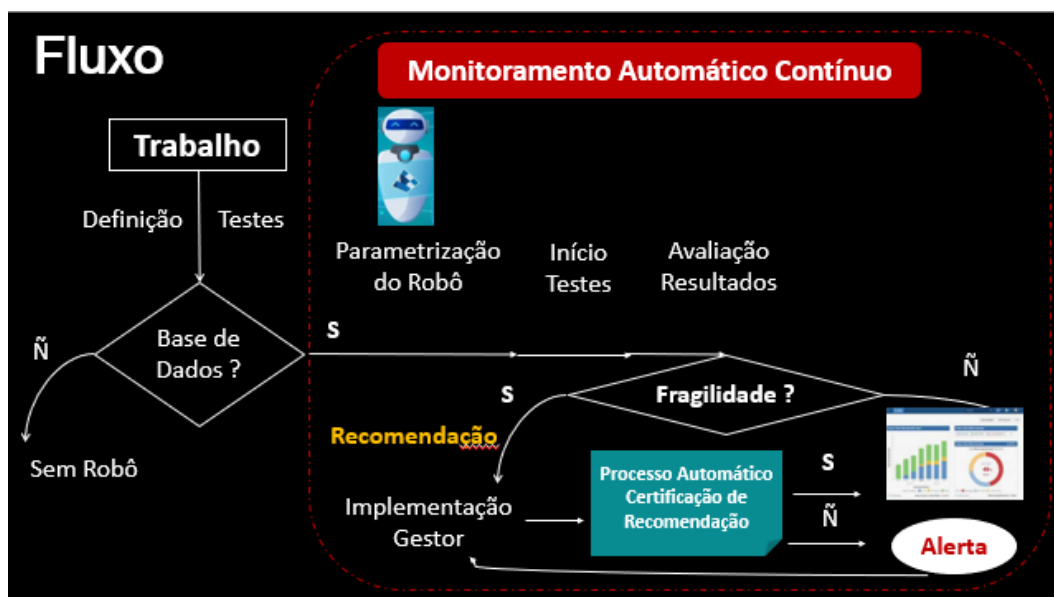 Fluxo
Monitoramento Automático Contínuo
Trabalho
Definição
Testes
Parametrização
do Robô
Início
Testes
Avaliação
Resultados
Base de
Dados ?
S
Ñ
Sem Robô
Fragilidade ?
S
Ñ
Recomendação
Implementação
Gestor
Processo Automático
Certificação de
Recomendação
S
Ñ
Alerta